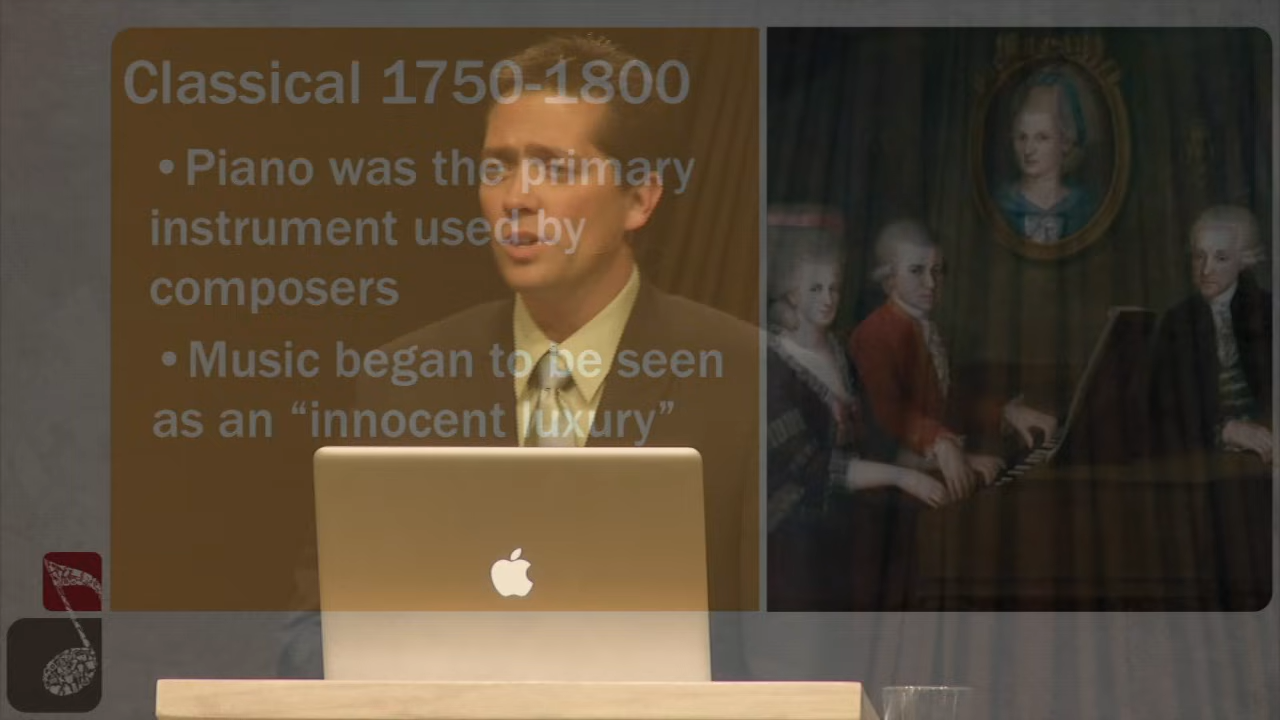 Classical 1750-1800
•Piano was the primary
instrument used by
composers
•Music began to be seen
as an “innocent luxury”